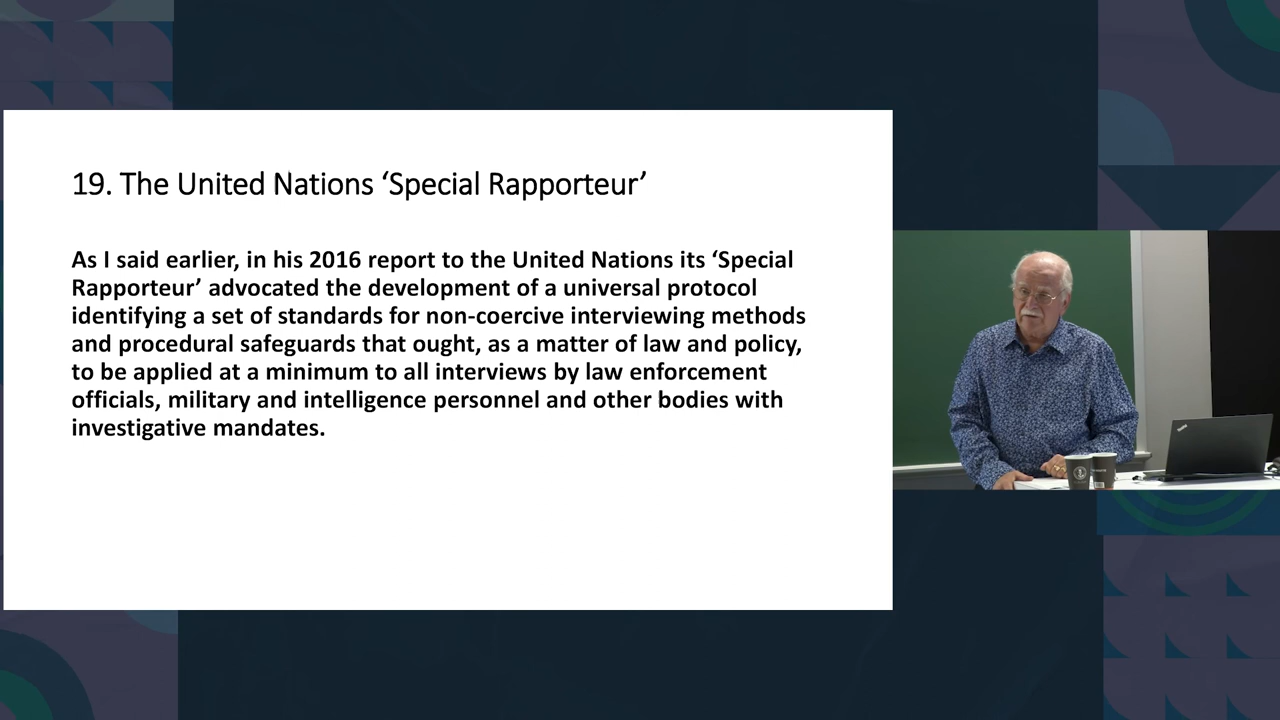 19. The United Nations ‘Special Rapporteur’
As I said earlier, in his 2016 report to the United Nations its ‘Special
Rapporteur’ advocated the development of a universal protocol
identifying a set of standards for non-coercive interviewing methods
and procedural safeguards that ought, as a matter of law and policy,
to be applied at a minimum to all interviews by law enforcement
officials, military and intelligence personnel and other bodies with
investigative mandates.